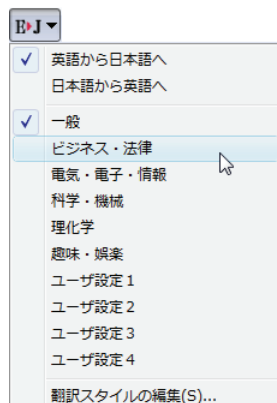 E▶J
英語から日本語へ
日本語から英語へ
一般
ビジネス・法律
電気・電子・情報
科学・機械
理化学
趣味・娯楽
ユーザ設定1
ユーザ設定2
ユーザ設定3
ユーザ設定4
翻訳スタイルの編集(S)...